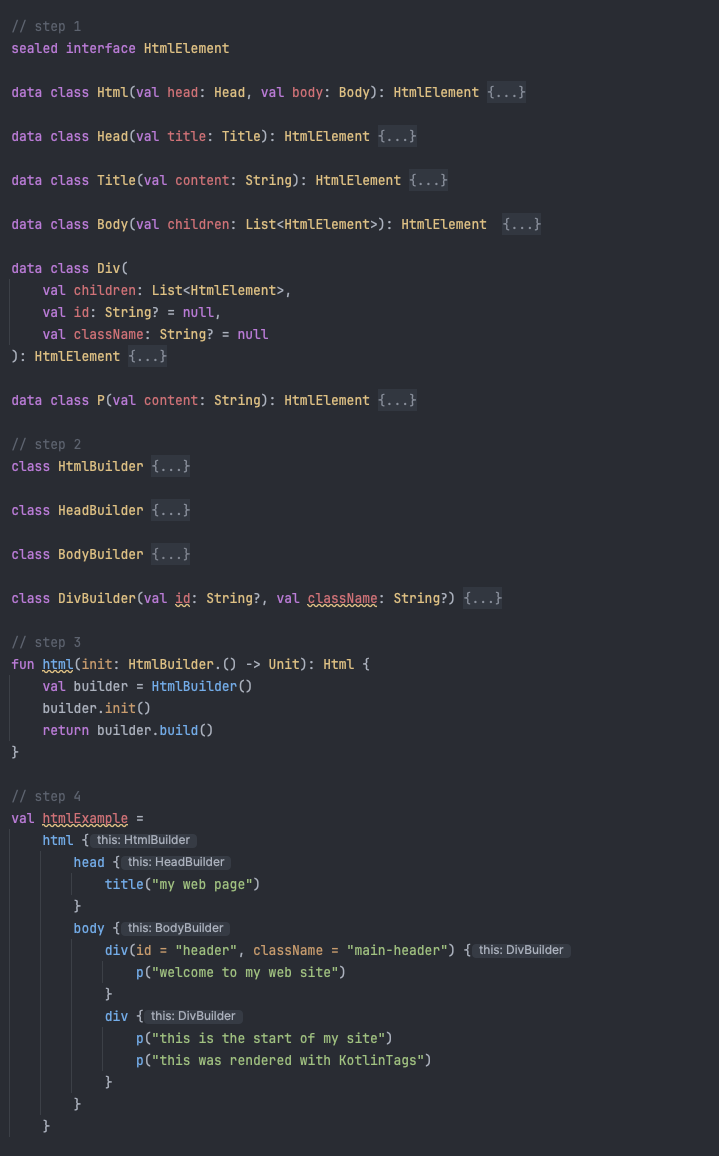 // step 1
sealed interface HtmlElement
data class Html(val head: Head, val body: Body): HtmlElement {...}
data class Head(val title: Title): HtmlElement {...}
data class Title(val content: String): HtmlElement {...}
data class Body(val children: List<HtmlElement>): HtmlElement  {...}
data class Div(
    val children: List<HtmlElement>,
    val id: String? = null,
    val className: String? = null
): HtmlElement {...}
data class P(val content: String): HtmlElement {...}
// step 2
class HtmlBuilder {...}
class HeadBuilder {...}
class BodyBuilder {...}
class DivBuilder(val id: String?, val className: String?) {...}
// step 3
fun html(init: HtmlBuilder.() -> Unit): Html {
    val builder = HtmlBuilder()
    builder.init()
    return builder.build()
}
// step 4
val htmlExample =
    html { this: HtmlBuilder
        head { this: HeadBuilder
            title("my web page")
        }
        body { this: BodyBuilder
            div(id = "header", className = "main-header") { this: DivBuilder
                p("welcome to my web site")
            }
            div { this: DivBuilder
                p("this is the start of my site")
                p("this was rendered with KotlinTags")
            }
        }
    }